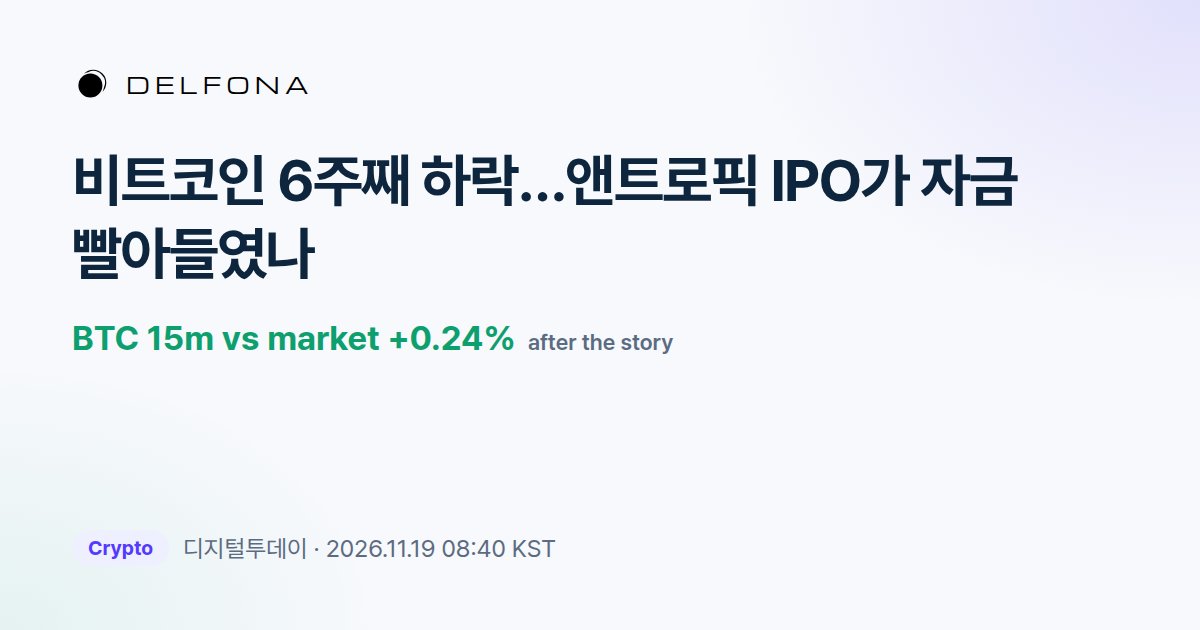 DELFONA
비트코인 6주째 하락...앤트로픽 IPO가 자금
빨아들였나
BTC 15m vs market +0.24% after the story
Crypto 디지털투데이 · 2026.11.19 08:40 KST